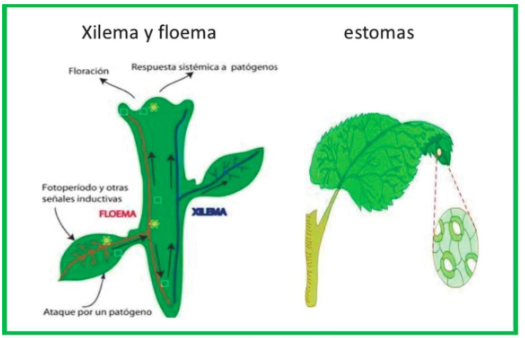 Xilema y floema
estomas
Floración
Respuesta sistémica a patógenos
Fotoperíodo y otras
señales inductivas
FLOEMA
XILEMA
Ataque por un patógeno